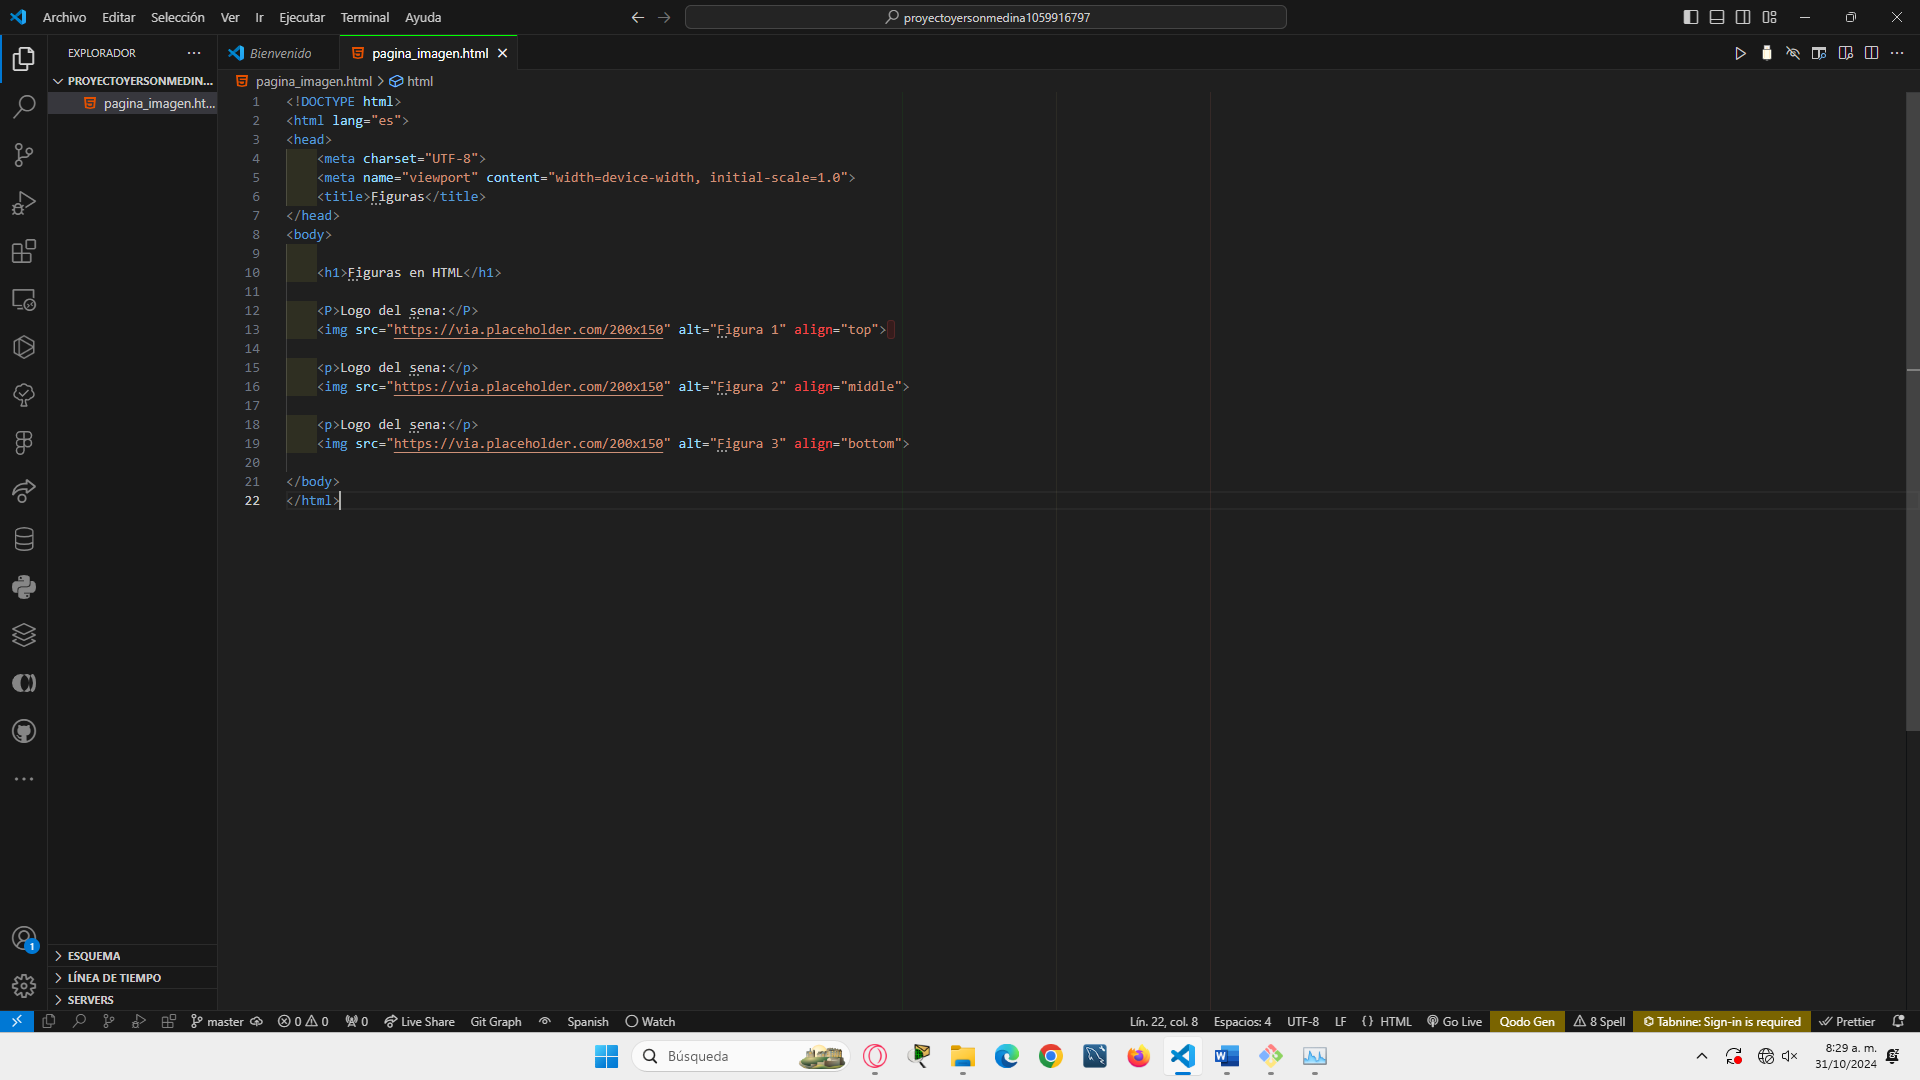 Archivo Editar Selección Ver Ir Ejecutar Terminal Ayuda
proyectoyersonmedina1059916797
EXPLORADOR
Bienvenido
pagina_imagen.html
PROYECTOYERSONMEDIN...
pagina_imagen.ht...
pagina_imagen.html > html
1 <!DOCTYPE html>
2 <html lang="es">
3 <head>
4 <meta charset="UTF-8">
5 <meta name="viewport" content="width=device-width, initial-scale=1.0">
6 <title>Figuras</title>
7 </head>
8 <body>
9
10 <h1>Figuras en HTML</h1>
11
12 <P>Logo del sena:</P>
13 <img src="https://via.placeholder.com/200x150" alt="Figura 1" align="top">
14
15 <p>Logo del sena:</p>
16 <img src="https://via.placeholder.com/200x150" alt="Figura 2" align="middle">
17
18 <p>Logo del sena:</p>
19 <img src="https://via.placeholder.com/200x150" alt="Figura 3" align="bottom">
20
21 </body>
22 </html>
1
ESQUEMA
LÍNEA DE TIEMPO
SERVERS
master 0 0 0 Live Share Git Graph Spanish Watch Lín. 22, col. 8 Espacios: 4 UTF-8 LF {} HTML Go Live Qodo Gen 8 Spell Tabnine: Sign-in is required Prettier
Búsqueda
8:29 a. m.
31/10/2024